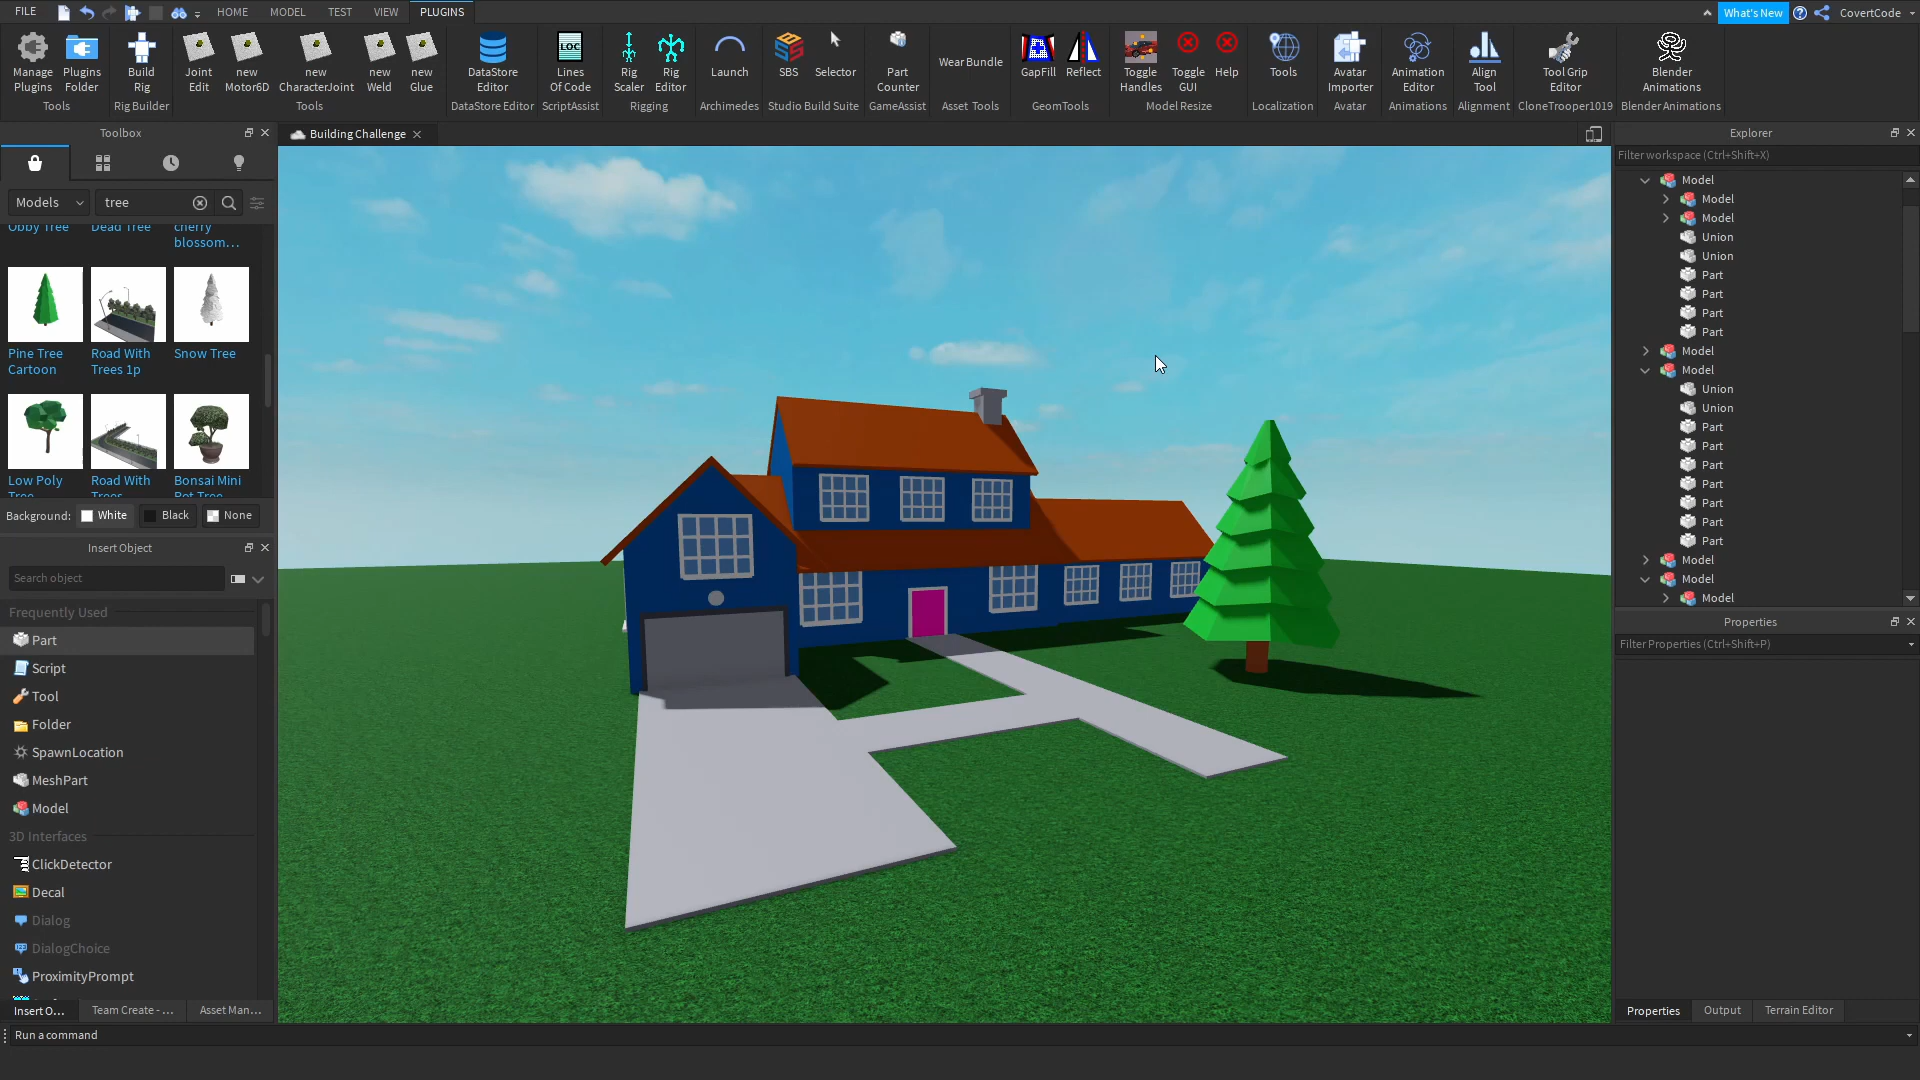 FILE HOME MODEL TEST VIEW PLUGINS What's New CovertCode
Manage Plugins
Plugins Folder
Tools
Build Rig
Rig Builder
Joint Edit
new Motor6D
new CharacterJoint
new Weld
new Glue
Tools
DataStore Editor
DataStore Editor
LOC
Lines Of Code
ScriptAssist
Rig Scaler
Rig Editor
Rigging
Launch
Archimedes
SBS
Selector
Studio Build Suite
Part Counter
GameAssist
Wear Bundle
Asset Tools
GapFill
Reflect
GeomTools
Toggle Handles
Toggle GUI
Help
Model Resize
Tools
Localization
Avatar Importer
Avatar
Animation Editor
Animations
Align Tool
Alignment
Tool Grip Editor
CloneTrooper1019
Blender Animations
Blender Animations
Toolbox
Models
tree
Obby Tree
Dead Tree
cherry
blossom...
Pine Tree
Cartoon
Road With
Trees 1p
Snow Tree
Low Poly
Tree
Road With
Trees
Bonsai Mini
Pot Tree
Background: White Black None
Insert Object
Search object
Frequently Used
Part
Script
Tool
Folder
SpawnLocation
MeshPart
Model
3D Interfaces
ClickDetector
Decal
Dialog
DialogChoice
ProximityPrompt
Insert O...
Team Create - ...
Asset Man...
Run a command
Building Challenge
Explorer
Filter workspace (Ctrl+Shift+X)
Model
Model
Model
Union
Union
Part
Part
Part
Part
Model
Model
Union
Union
Part
Part
Part
Part
Part
Part
Part
Model
Model
Model
Properties
Filter Properties (Ctrl+Shift+P)
Properties
Output
Terrain Editor